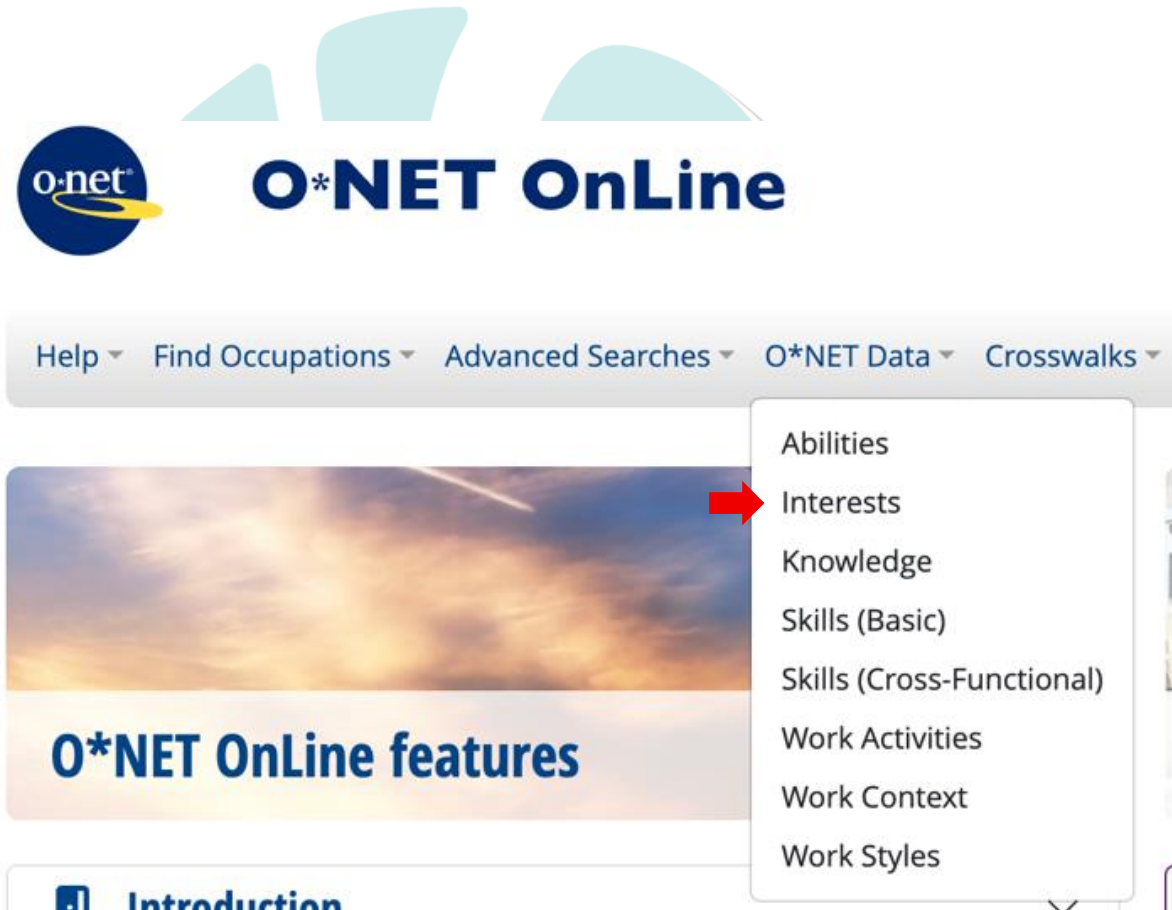 o*net®
O*NET OnLine
Help Find Occupations Advanced Searches O*NET Data Crosswalks
Abilities
Interests
Knowledge
Skills (Basic)
Skills (Cross-Functional)
Work Activities
Work Context
Work Styles
O*NET OnLine features
Introduction